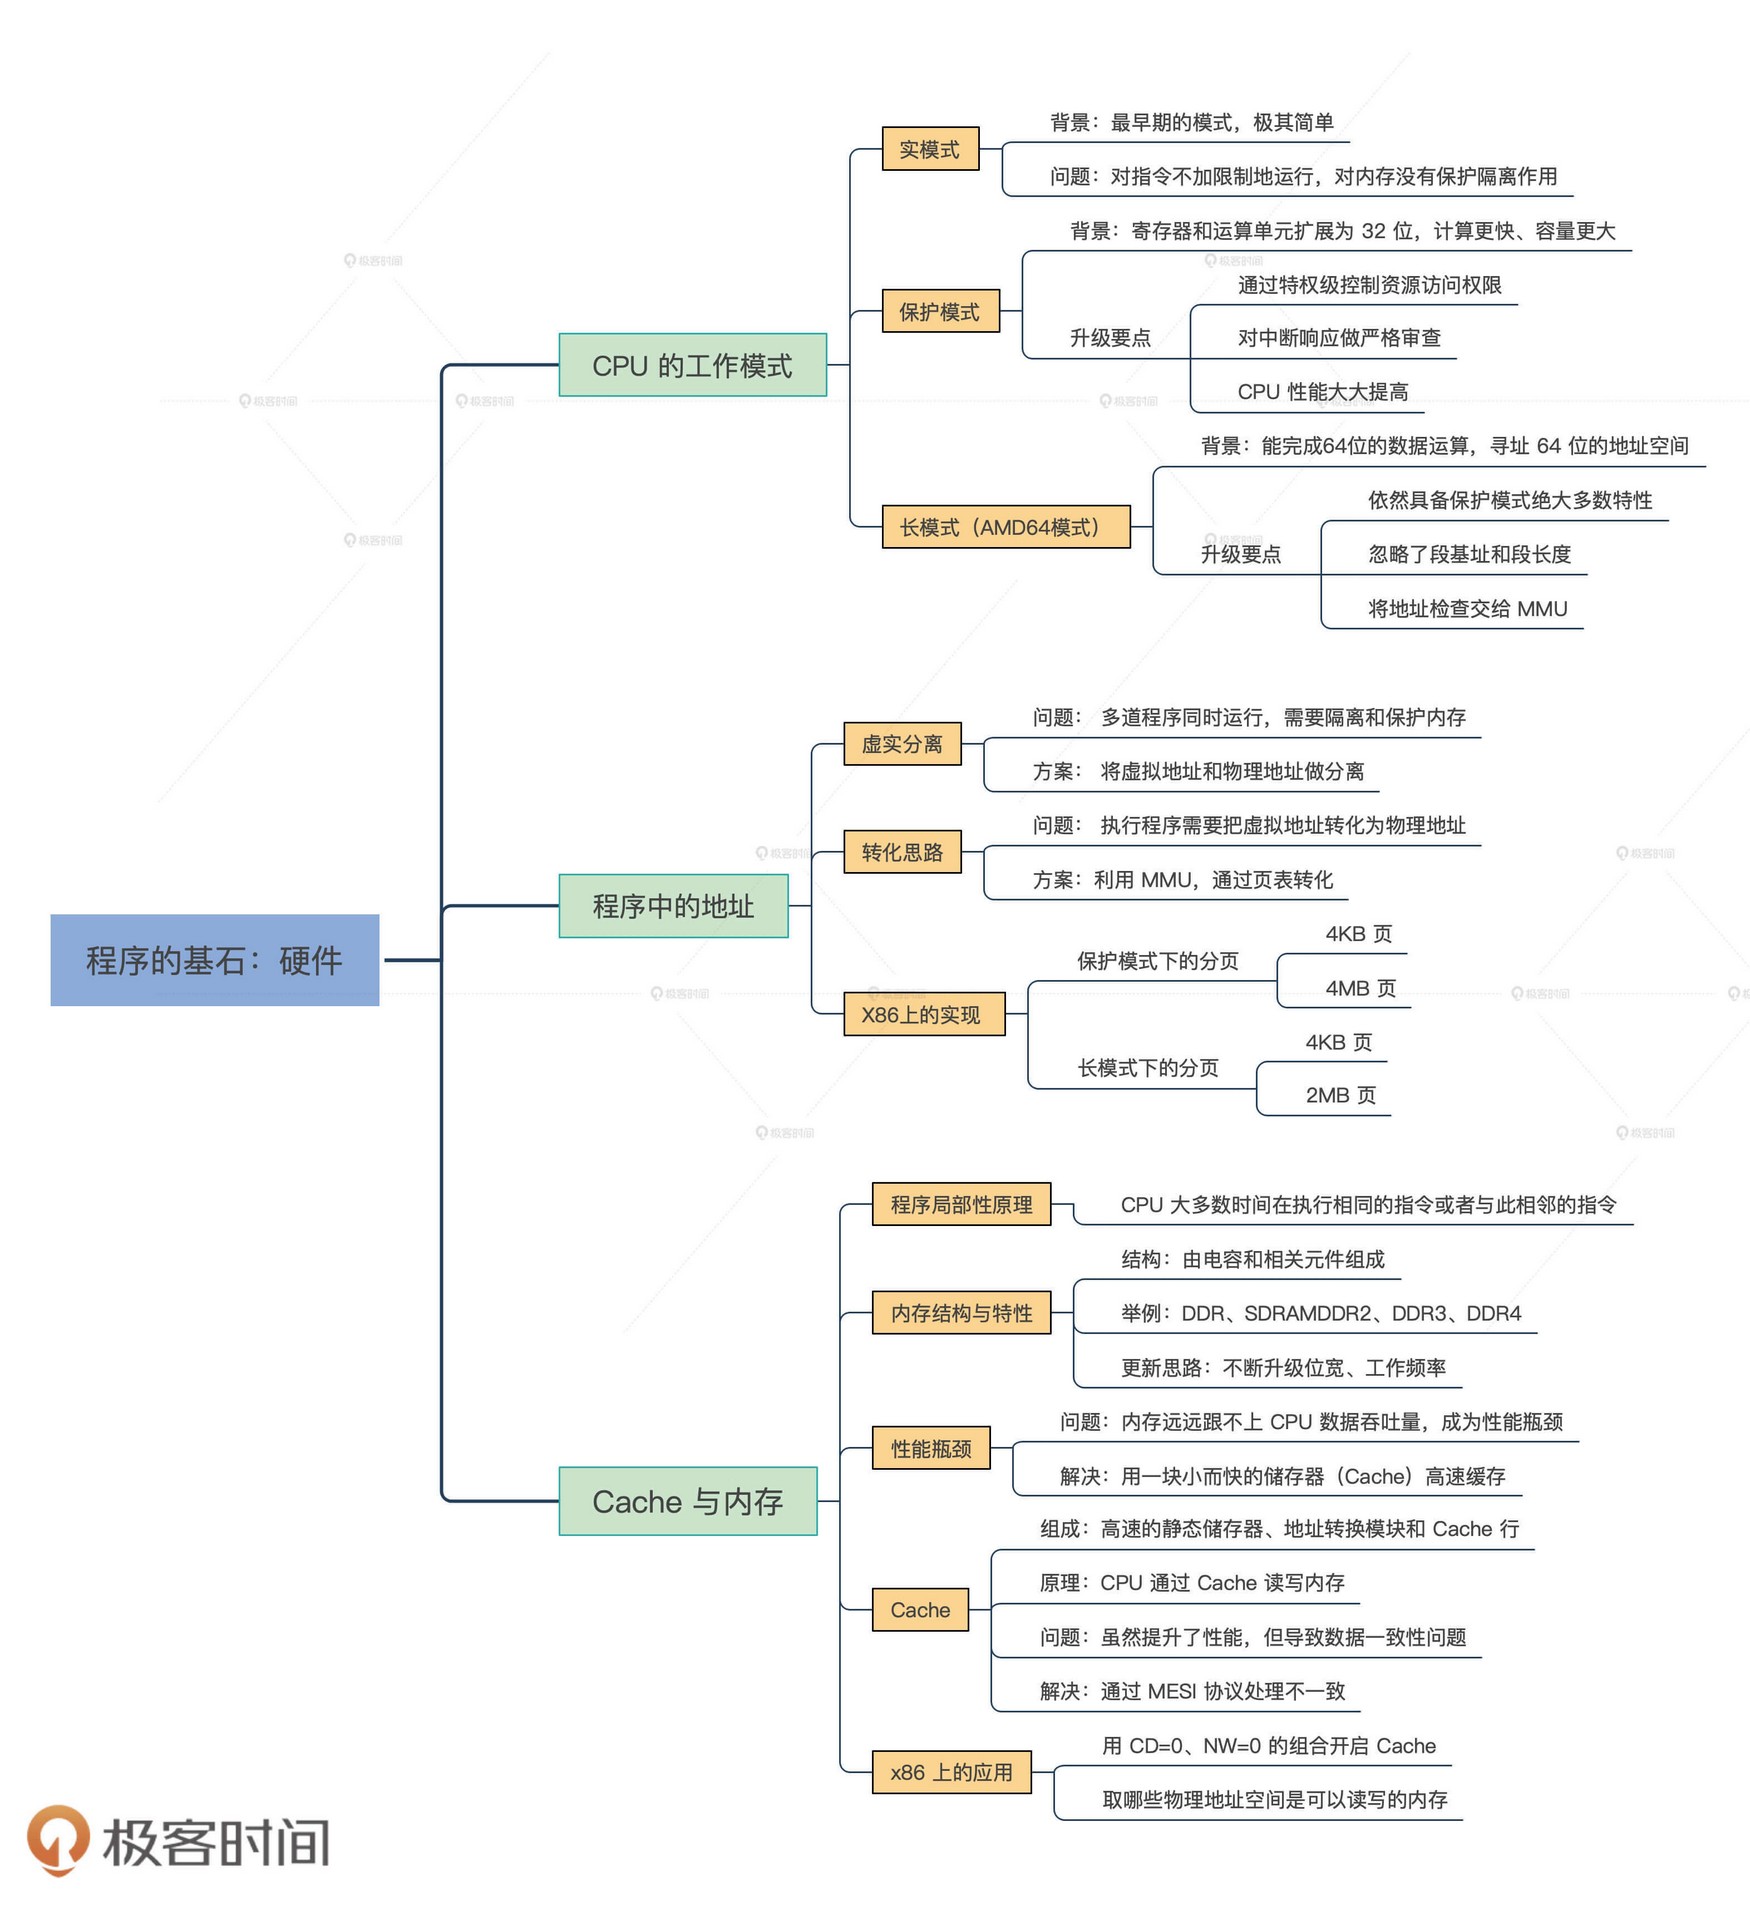 程序的基石：硬件
CPU 的工作模式
实模式
背景：最早期的模式，极其简单
问题：对指令不加限制地运行，对内存没有保护隔离作用
保护模式
背景：寄存器和运算单元扩展为 32 位，计算更快、容量更大
升级要点
通过特权级控制资源访问权限
对中断响应做严格审查
CPU 性能大大提高
长模式（AMD64模式）
背景：能完成64位的数据运算，寻址 64 位的地址空间
升级要点
依然具备保护模式绝大多数特性
忽略了段基址和段长度
将地址检查交给 MMU
程序中的地址
虚实分离
问题： 多道程序同时运行，需要隔离和保护内存
方案： 将虚拟地址和物理地址做分离
转化思路
问题： 执行程序需要把虚拟地址转化为物理地址
方案：利用 MMU，通过页表转化
X86上的实现
保护模式下的分页
4KB 页
4MB 页
长模式下的分页
4KB 页
2MB 页
Cache 与内存
程序局部性原理
CPU 大多数时间在执行相同的指令或者与此相邻的指令
内存结构与特性
结构：由电容和相关元件组成
举例：DDR、SDRAMDDR2、DDR3、DDR4
更新思路：不断升级位宽、工作频率
性能瓶颈
问题：内存远远跟不上 CPU 数据吞吐量，成为性能瓶颈
解决：用一块小而快的储存器（Cache）高速缓存
Cache
组成：高速的静态储存器、地址转换模块和 Cache 行
原理：CPU 通过 Cache 读写内存
问题：虽然提升了性能，但导致数据一致性问题
解决：通过 MESI 协议处理不一致
x86 上的应用
用 CD=0、NW=0 的组合开启 Cache
取哪些物理地址空间是可以读写的内存
极客时间